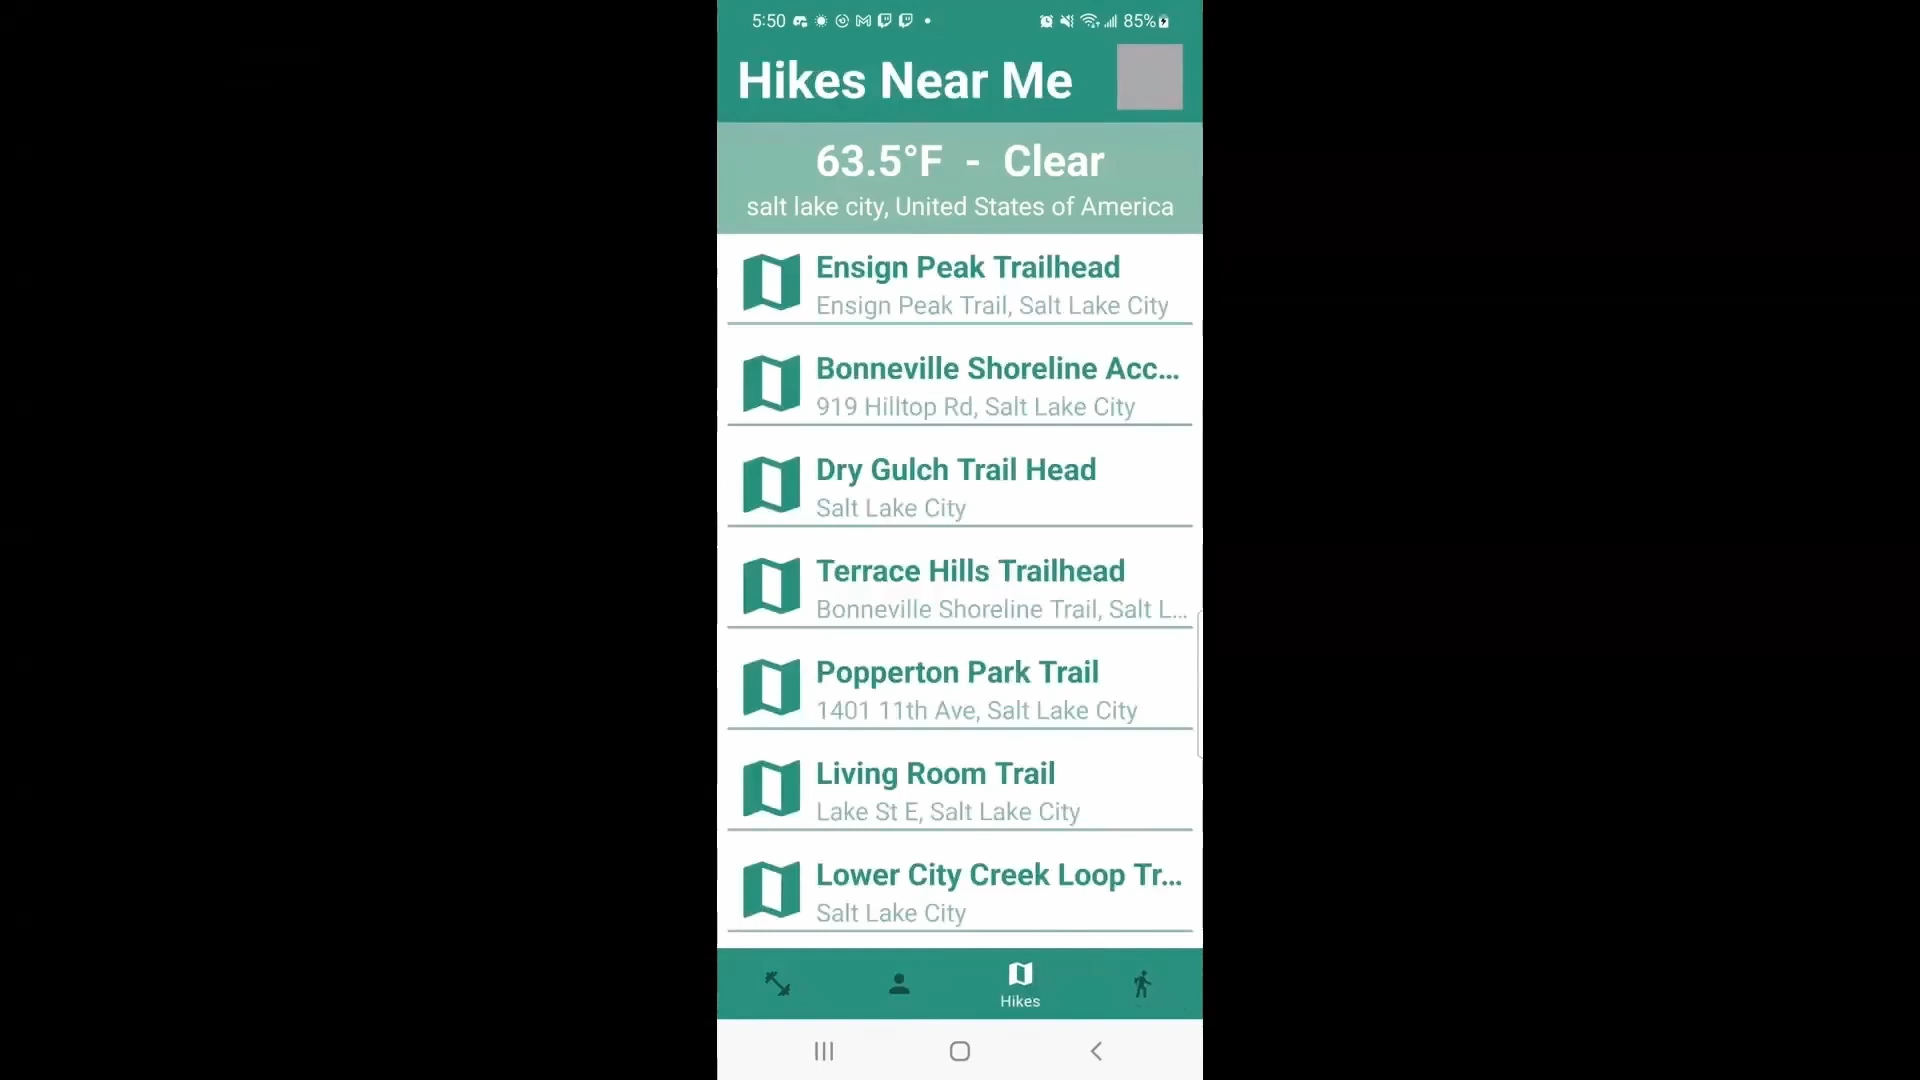 5:50 85%
Hikes Near Me
63.5°F - Clear
salt lake city, United States of America
Ensign Peak Trailhead
Ensign Peak Trail, Salt Lake City
Bonneville Shoreline Acc...
919 Hilltop Rd, Salt Lake City
Dry Gulch Trail Head
Salt Lake City
Terrace Hills Trailhead
Bonneville Shoreline Trail, Salt L...
Popperton Park Trail
1401 11th Ave, Salt Lake City
Living Room Trail
Lake St E, Salt Lake City
Lower City Creek Loop Tr...
Salt Lake City
Hikes